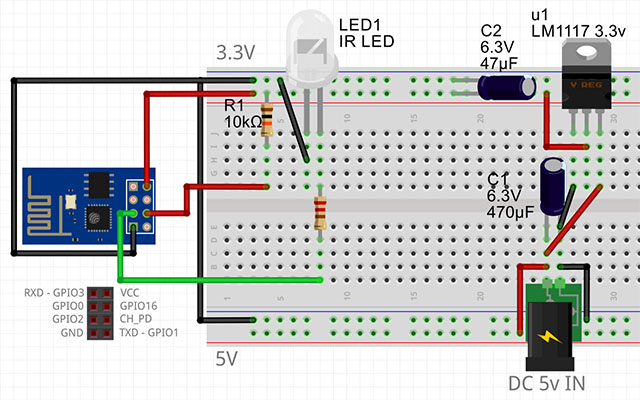 LED1
IR LED
u1
LM1117 3.3v
C2
6.3V
47µF
3.3V
V REG
R1
10kΩ
C1
6.3V
470µF
RXD - GPIO3 VCC
GPIO0 GPIO16
GPIO2 CH_PD
GND TXD - GPIO1
5V
DC 5v IN